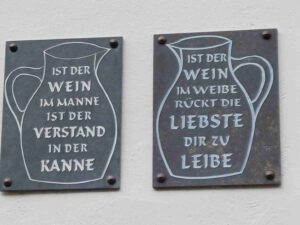 IST DER
WEIN
IM MANNE
IST DER
VERSTAND
IN DER
KANNE
IST DER
WEIN
IM WEIBE
RÜCKT DIE
LIEBSTE
DIR ZU
LEIBE